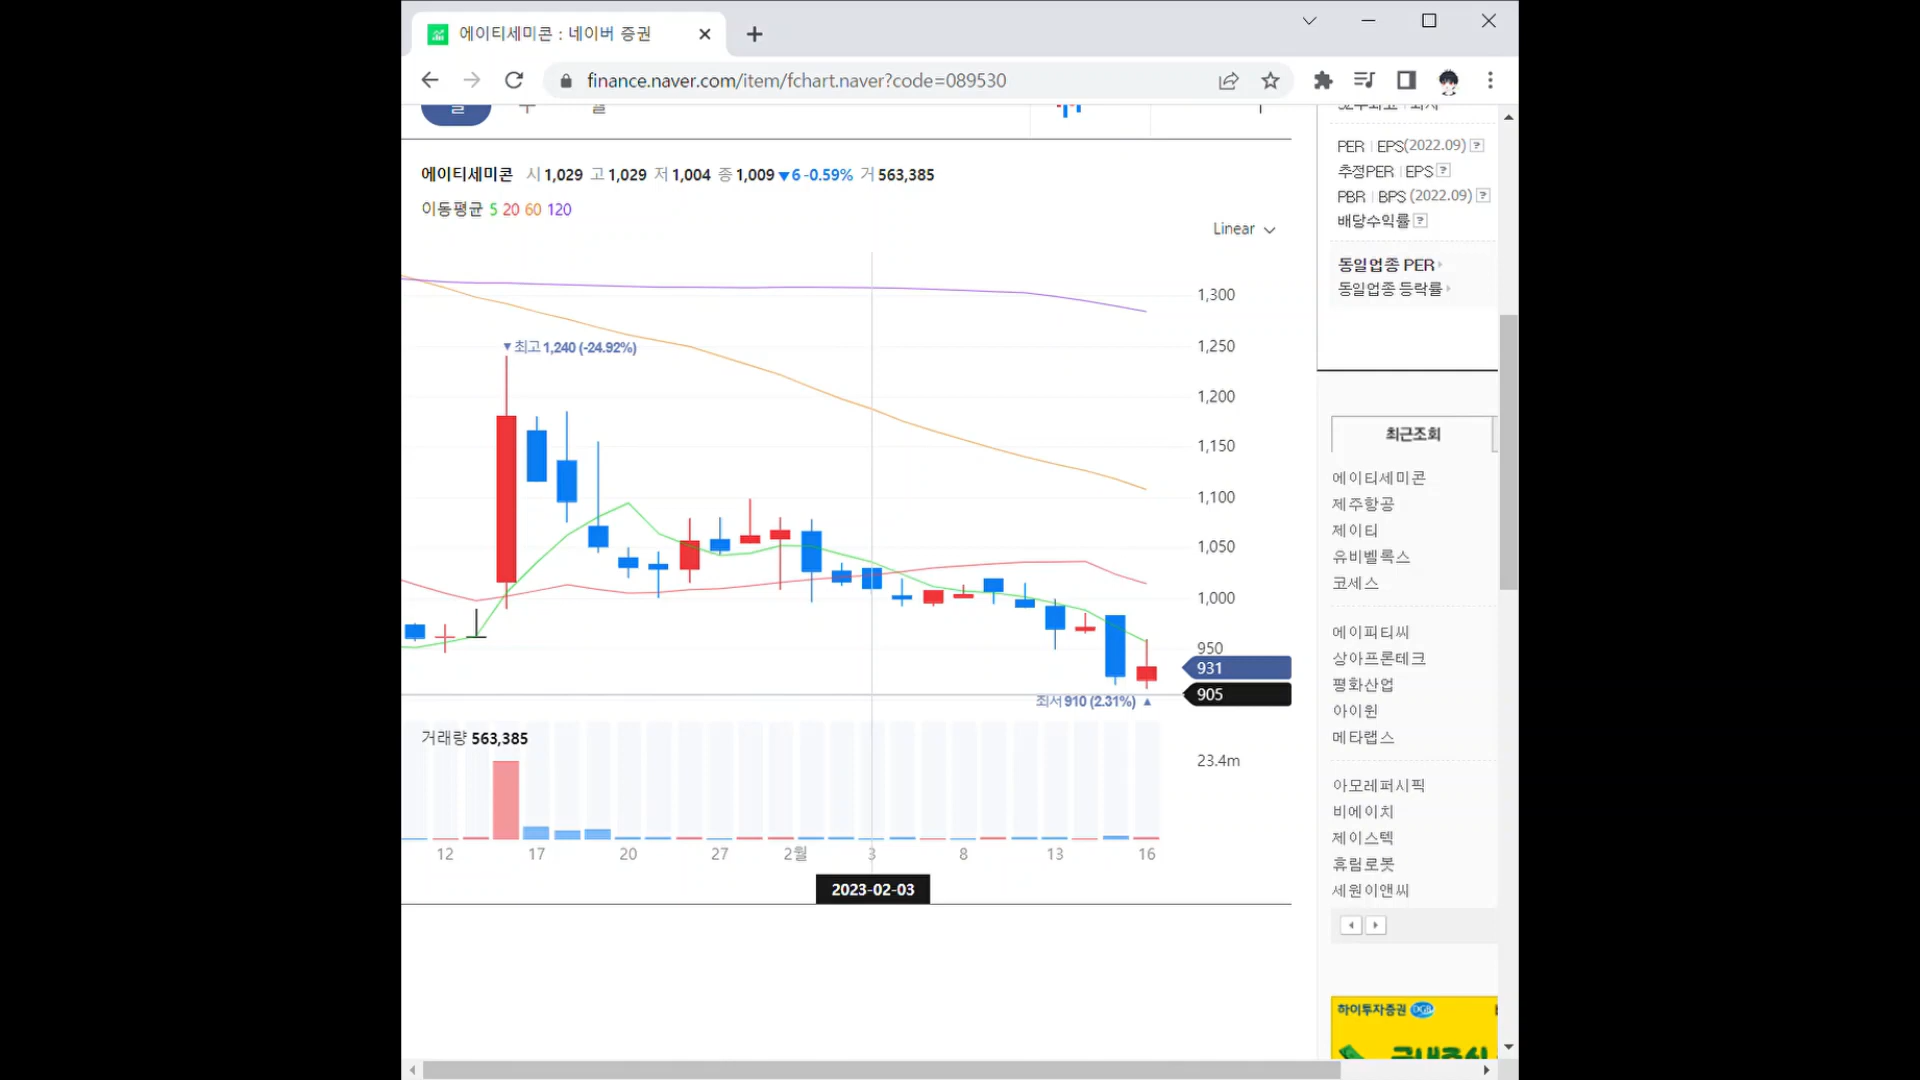 에이티세미콘 : 네이버 증권
finance.naver.com/item/fchart.naver?code=089530
에이티세미콘 시 1,029 고 1,029 저 1,004 종 1,009 ▼6 -0.59% 거 563,385
이동평균 5 20 60 120
Linear
1,300
▼최고 1,240 (-24.92%)
1,250
1,200
1,150
1,100
1,050
1,000
950
931
905
최저 910 (2.31%) ▲
거래량 563,385
23.4m
12 17 20 27 2월 3 8 13 16
2023-02-03
PER | EPS(2022.09) ?
추정PER | EPS ?
PBR | BPS (2022.09) ?
배당수익률 ?
동일업종 PER
동일업종 등락률
최근조회
에이티세미콘
제주항공
제이티
유비벨록스
코세스
에이피티씨
상아프론테크
평화산업
아이윈
메타랩스
아모레퍼시픽
비에이치
제이스텍
휴림로봇
세원이앤씨
하이투자증권 DGB